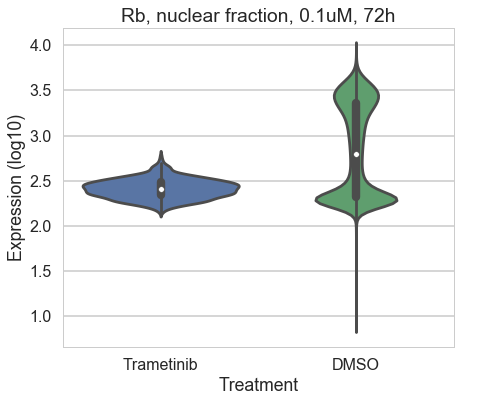 Rb, nuclear fraction, 0.1uM, 72h
Expression (log10)
4.0
3.5
3.0
2.5
2.0
1.5
1.0
Trametinib DMSO
Treatment